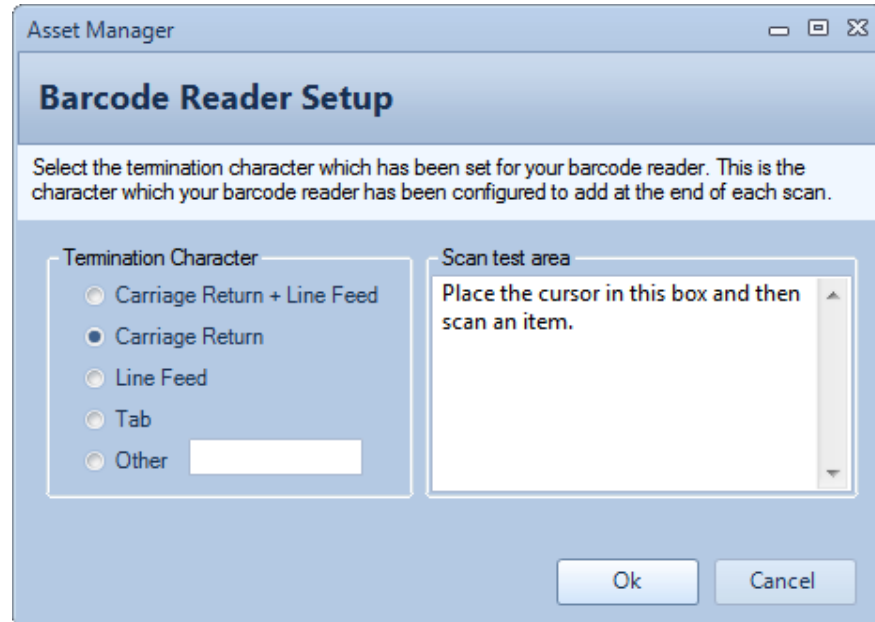 Asset Manager
Barcode Reader Setup
Select the termination character which has been set for your barcode reader. This is the
character which your barcode reader has been configured to add at the end of each scan.
Termination Character
Carriage Return + Line Feed
Carriage Return
Line Feed
Tab
Other
Scan test area
Place the cursor in this box and then
scan an item.
Ok
Cancel